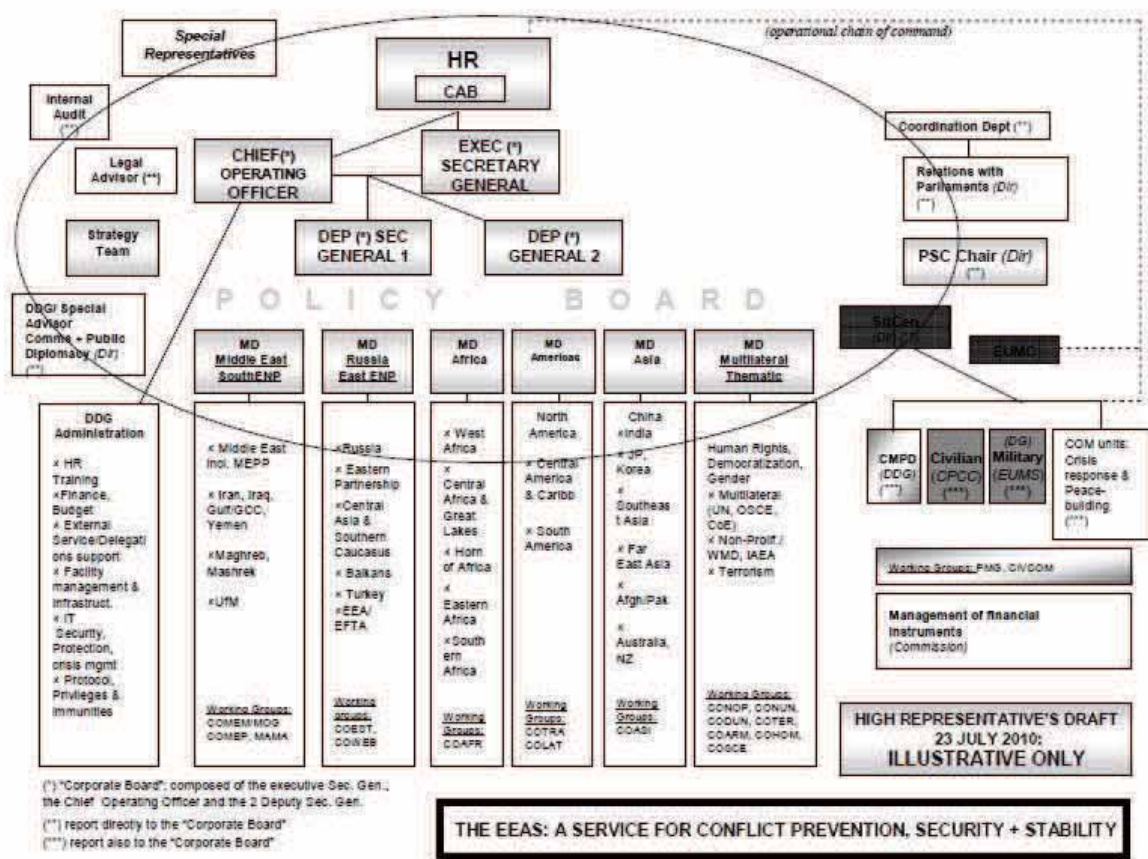 Special
Representatives
(operational chain of command)
HR
CAB
Internal
Audit
(**)
Legal
Advisor (**)
CHIEF(*)
OPERATING
OFFICER
EXEC (*)
SECRETARY
GENERAL
Coordination Dept (**)
Relations with
Parliaments (Dir)
(**)
Strategy
Team
DEP (*) SEC
GENERAL 1
DEP (*)
GENERAL 2
PSC Chair (Dir)
(**)
POLICY BOARD
DDG/ Special
Advisor
Comms + Public
Diplomacy (Dir)
(**)
MD
Middle East
SouthENP
MD
Russia
East ENP
MD
Africa
MD
Americas
MD
Asia
MD
Multilateral
Thematic
SitCen
EUMC
DDG
Administration
× HR
Training
×Finance,
Budget
× External
Service/Delegati
ons support
× Facility
management &
Infrastruct.
× IT
Security,
Protection,
crisis mgmt
× Protocol,
Privileges &
Immunities
× Middle East
incl. MEPP
× Iran, Iraq,
Gulf/GCC,
Yemen
×Maghreb,
Mashrek
×UfM
Working Groups:
COMEM/MOG
COMEP, MAMA
×Russia
× Eastern
Partnership
×Central
Asia &
Southern
Caucasus
× Balkans
× Turkey
×EEA/
EFTA
Working
groups:
COEST,
COWEB
× West
Africa
×
Central
Africa &
Great
Lakes
× Horn
of Africa
×
Eastern
Africa
×South
ern
Africa
Working
Groups:
COAFR
North
America
× Central
America
& Caribb
× South
America
Working
Groups:
COTRA
COLAT
China
×India
× JP,
Korea
×
Southeas
t Asia
× Far
East Asia
×
Afgh/Pak
×
Australia,
NZ
Working
Groups:
COASI
Human Rights,
Democratization,
Gender
× Multilateral
(UN, OSCE,
CoE)
× Non-Prolif./
WMD, IAEA
× Terrorism
Working Groups:
CONOP, CONUN,
CODUN, COTER,
COARM, COHOM,
COSCE
CMPD
(DDG)
(***)
Civilian
(CPCC)
(***)
(DG)
Military
(EUMS)
(***)
COM units:
Crisis
response &
Peace-
building
(***)
Working Groups: PMG, CIVCOM
Management of financial
Instruments
(Commission)
HIGH REPRESENTATIVE'S DRAFT
23 JULY 2010:
ILLUSTRATIVE ONLY
(*) "Corporate Board": composed of the executive Sec. Gen.,
the Chief Operating Officer and the 2 Deputy Sec. Gen.
(**) report directly to the "Corporate Board"
(***) report also to the "Corporate Board"
THE EEAS: A SERVICE FOR CONFLICT PREVENTION, SECURITY + STABILITY